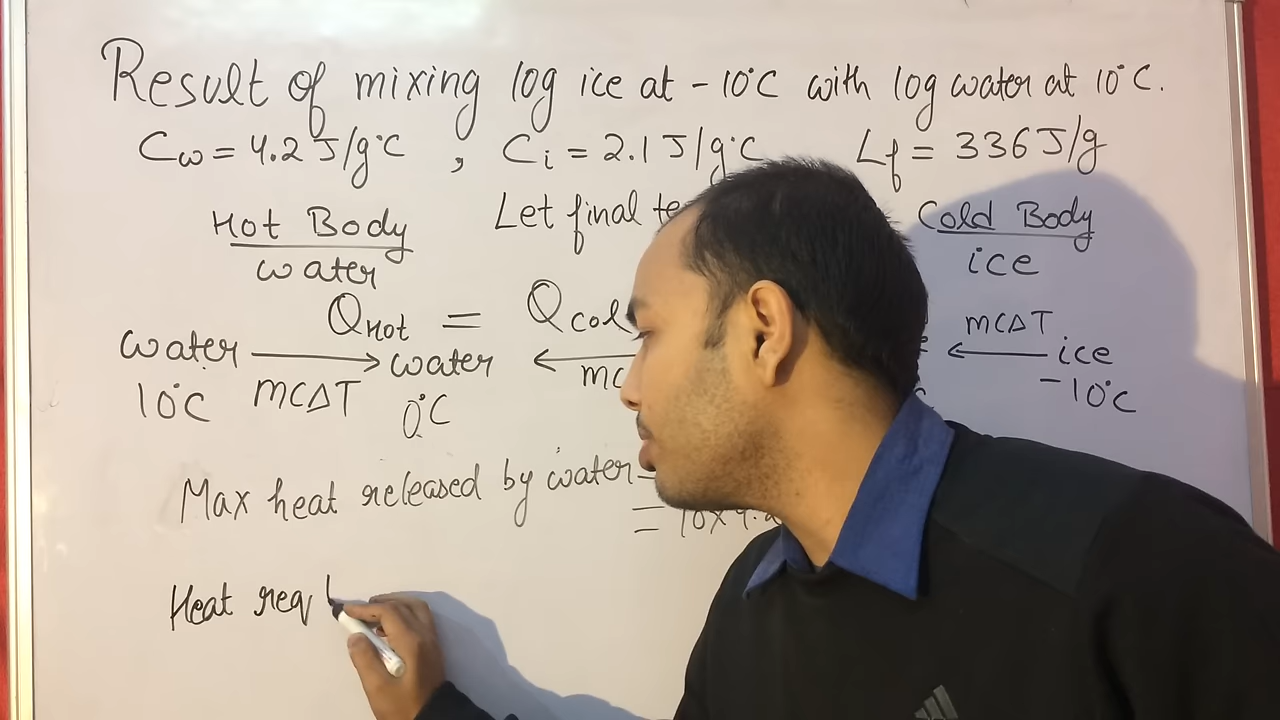 Result of mixing 10g ice at -10°C with 10g water at 10°C.
Cw = 4.2 J/g°C , Ci = 2.1 J/g°C Lf = 336 J/g
Hot Body Let final Cold Body
water ice
QHot = Qcol
water → water ← ← ice
mCΔT mC mCΔT
10°C 0°C -10°C
Max heat released by water
= 10×4.2
Heat req